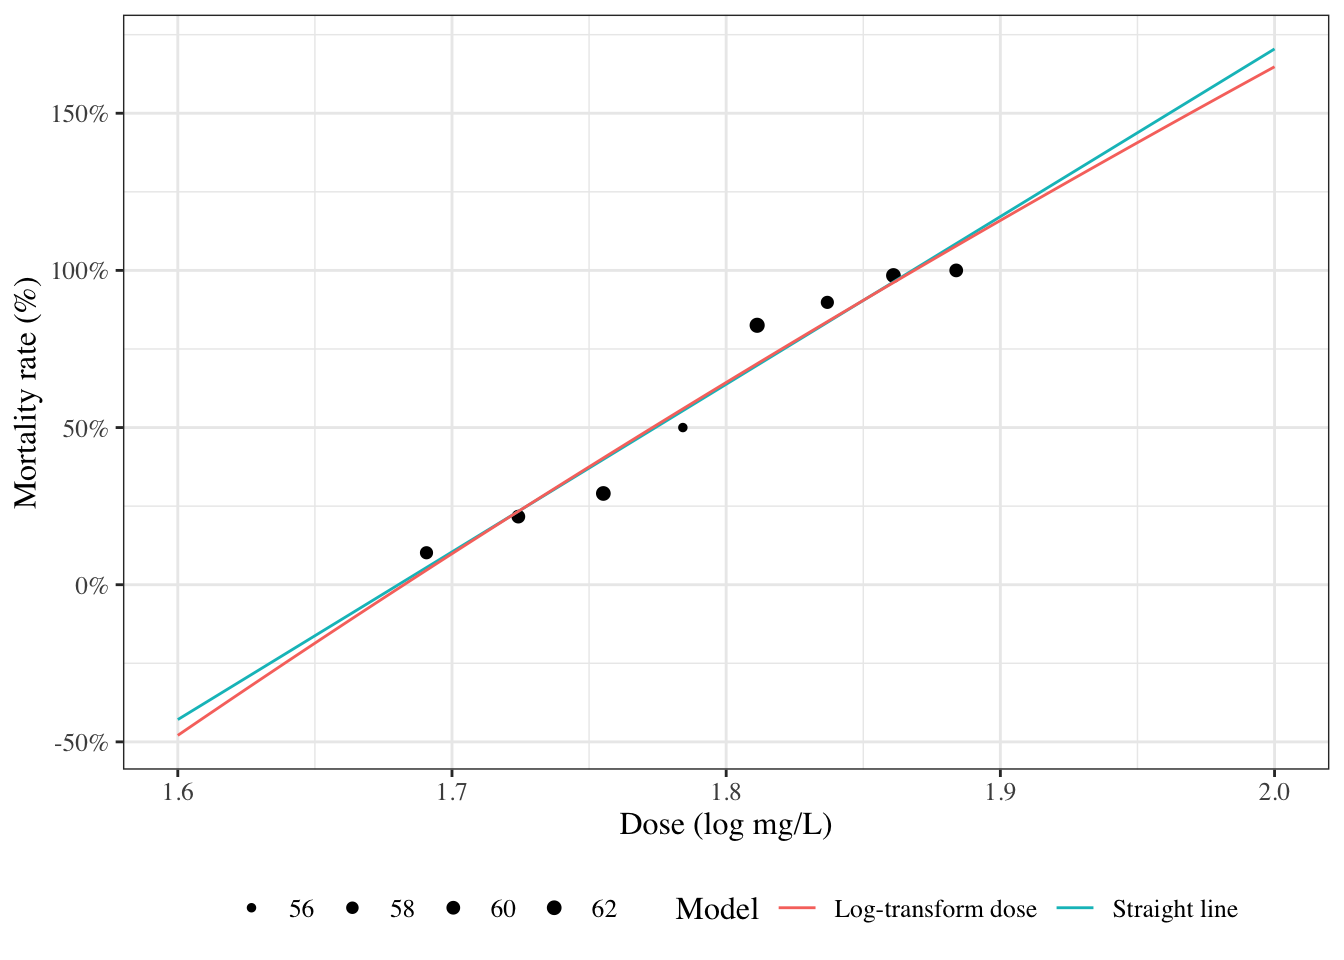 Mortality rate (%)
150%
100%
50%
0%
-50%
1.6 1.7 1.8 1.9 2.0
Dose (log mg/L)
56 58 60 62 Model Log-transform dose Straight line